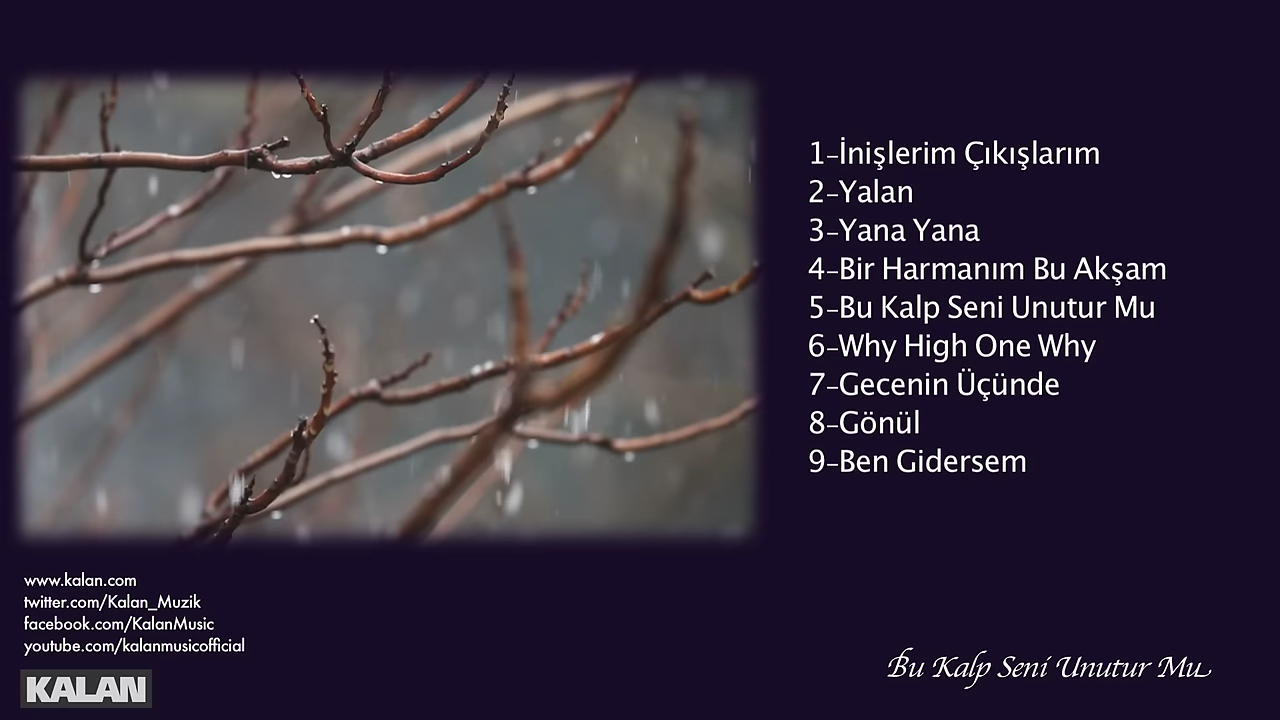 1-İnişlerim Çıkışlarım
2-Yalan
3-Yana Yana
4-Bir Harmanım Bu Akşam
5-Bu Kalp Seni Unutur Mu
6-Why High One Why
7-Gecenin Üçünde
8-Gönül
9-Ben Gidersem
www.kalan.com
twitter.com/Kalan_Muzik
facebook.com/KalanMusic
youtube.com/kalanmusicofficial
KALAN
Bu Kalp Seni Unutur Mu